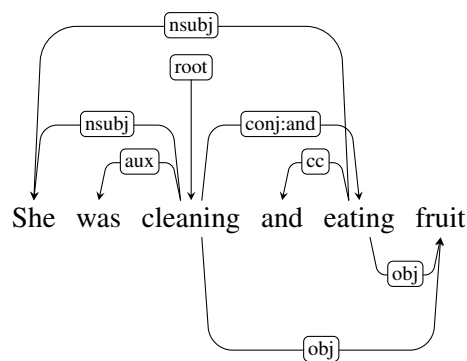 nsubj
root
nsubj conj:and
aux cc
She was cleaning and eating fruit
obj
obj